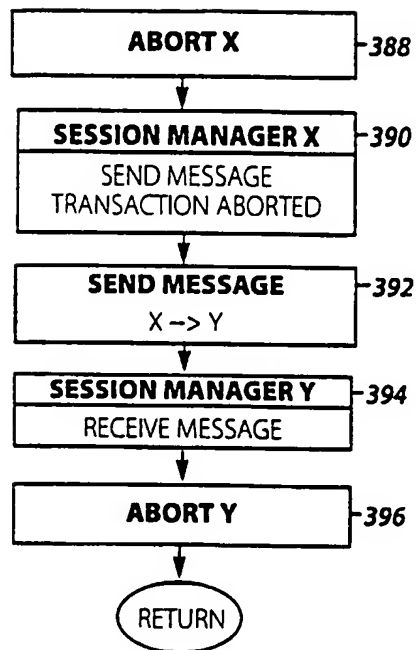 ABORT X
388
SESSION MANAGER X
390
SEND MESSAGE
TRANSACTION ABORTED
SEND MESSAGE
392
X --> Y
SESSION MANAGER Y
394
RECEIVE MESSAGE
ABORT Y
396
RETURN